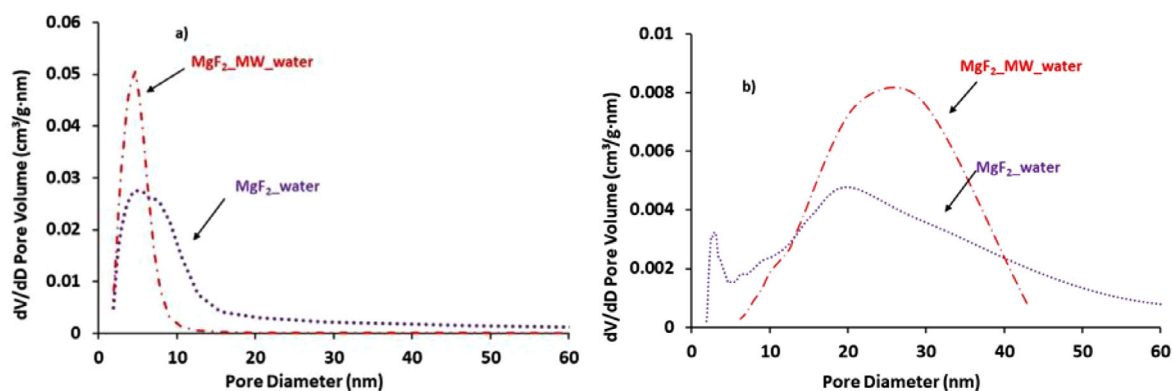 a)
dV/dD Pore Volume (cm³/g·nm)
0.06
0.05
0.04
0.03
0.02
0.01
0
MgF₂_MW_water
MgF₂_water
0 10 20 30 40 50 60
Pore Diameter (nm)
b)
dV/dD Pore Volume (cm³/g·nm)
0.01
0.008
0.006
0.004
0.002
0
MgF₂_MW_water
MgF₂_water
0 10 20 30 40 50 60
Pore Diameter (nm)